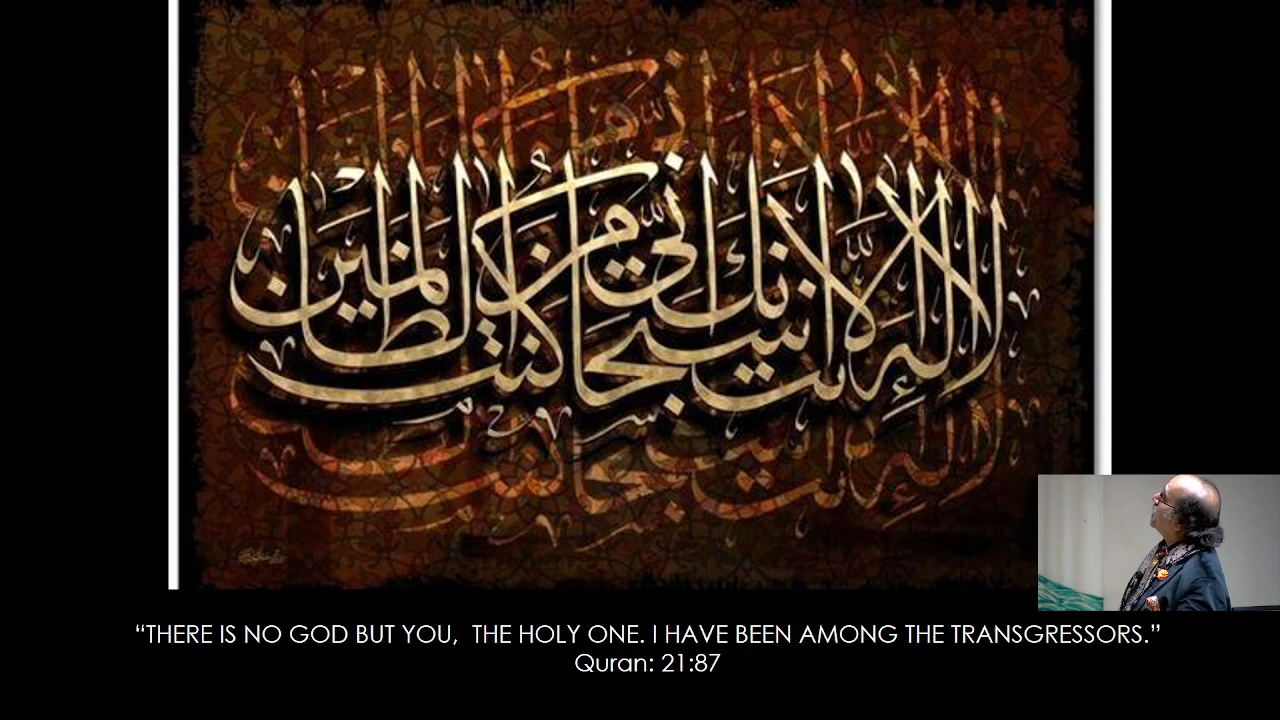 لا إله إلا أنت سبحانك إني كنت من الظالمين
“THERE IS NO GOD BUT YOU,  THE HOLY ONE. I HAVE BEEN AMONG THE TRANSGRESSORS.”
Quran: 21:87